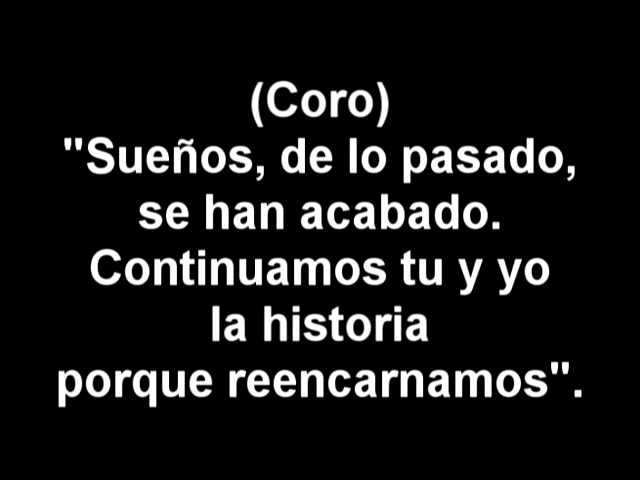 (Coro)
"Sueños, de lo pasado,
se han acabado.
Continuamos tu y yo
la historia
porque reencarnamos".